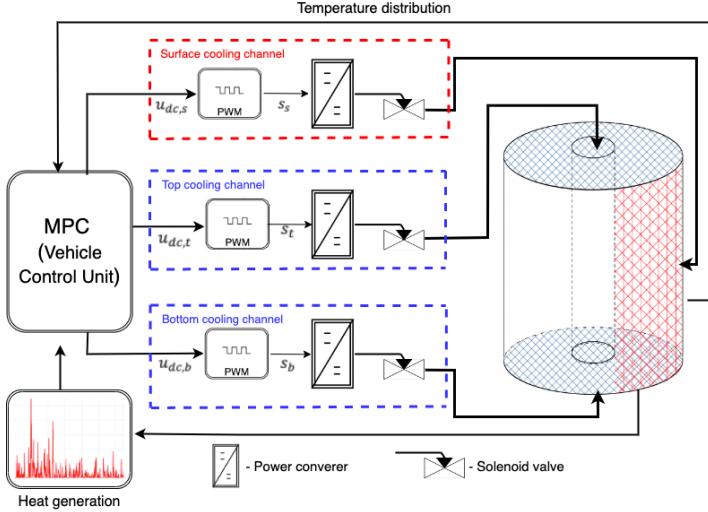 Temperature distribution
Surface cooling channel
u_{dc,s}
PWM
s_s
Top cooling channel
MPC
(Vehicle
Control Unit)
u_{dc,t}
PWM
s_t
Bottom cooling channel
u_{dc,b}
PWM
s_b
- Power converer
- Solenoid valve
Heat generation